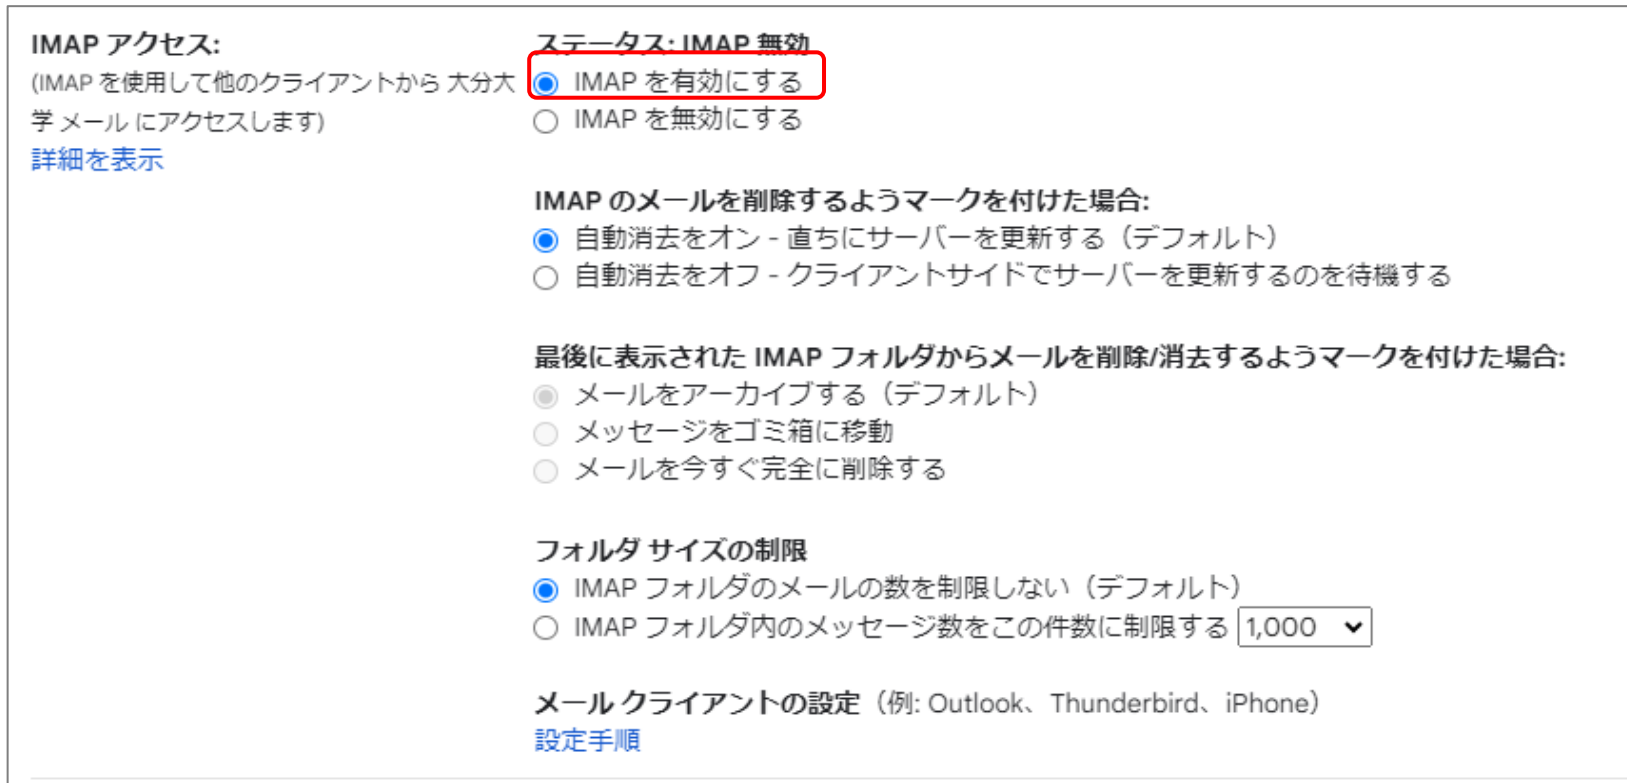 IMAP アクセス:
(IMAP を使用して他のクライアントから 大分大
学 メール にアクセスします)
詳細を表示
ステータス: IMAP 無効
IMAP を有効にする
IMAP を無効にする
IMAP のメールを削除するようマークを付けた場合:
自動消去をオン - 直ちにサーバーを更新する（デフォルト）
自動消去をオフ - クライアントサイドでサーバーを更新するのを待機する
最後に表示された IMAP フォルダからメールを削除/消去するようマークを付けた場合:
メールをアーカイブする（デフォルト）
メッセージをゴミ箱に移動
メールを今すぐ完全に削除する
フォルダ サイズの制限
IMAP フォルダのメールの数を制限しない（デフォルト）
IMAP フォルダ内のメッセージ数をこの件数に制限する 1,000
メール クライアントの設定（例: Outlook、Thunderbird、iPhone）
設定手順